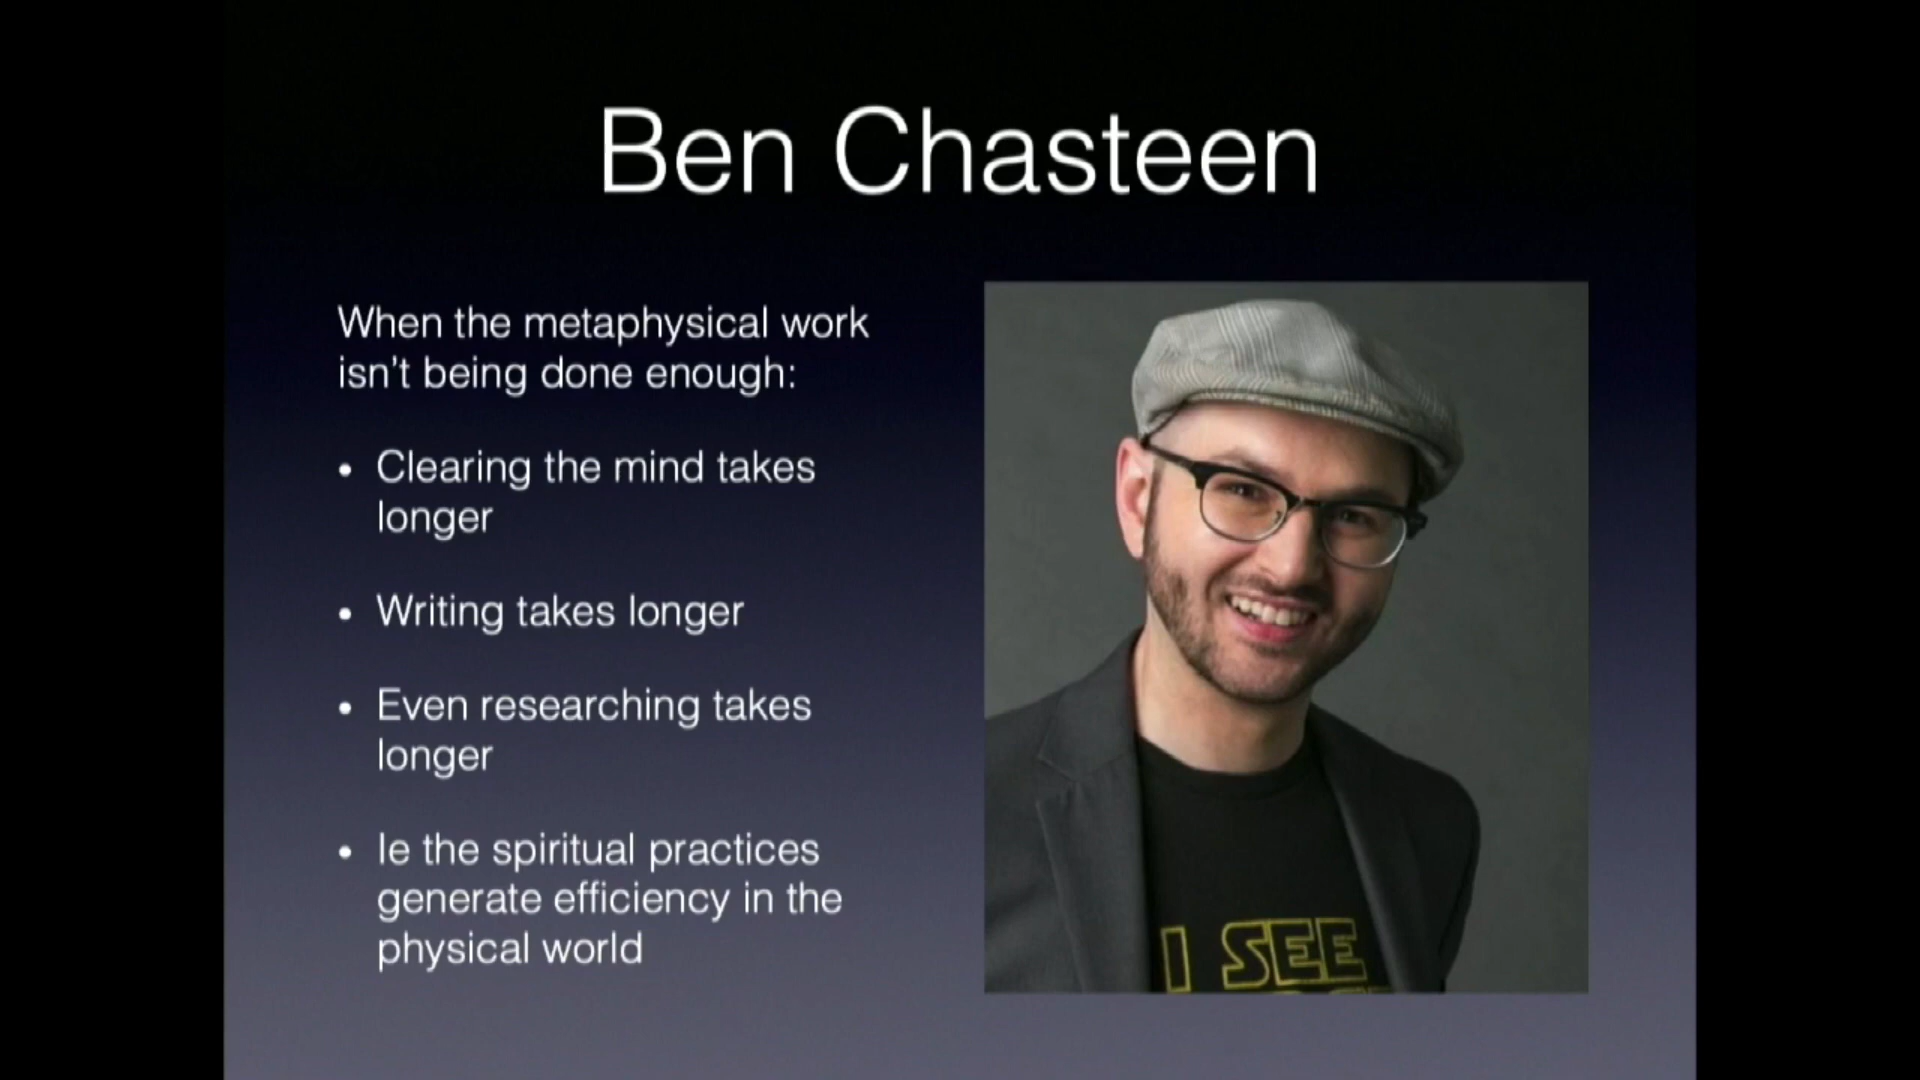 Ben Chasteen
When the metaphysical work
isn't being done enough:
• Clearing the mind takes
longer
• Writing takes longer
• Even researching takes
longer
• Ie the spiritual practices
generate efficiency in the
physical world
I SEE